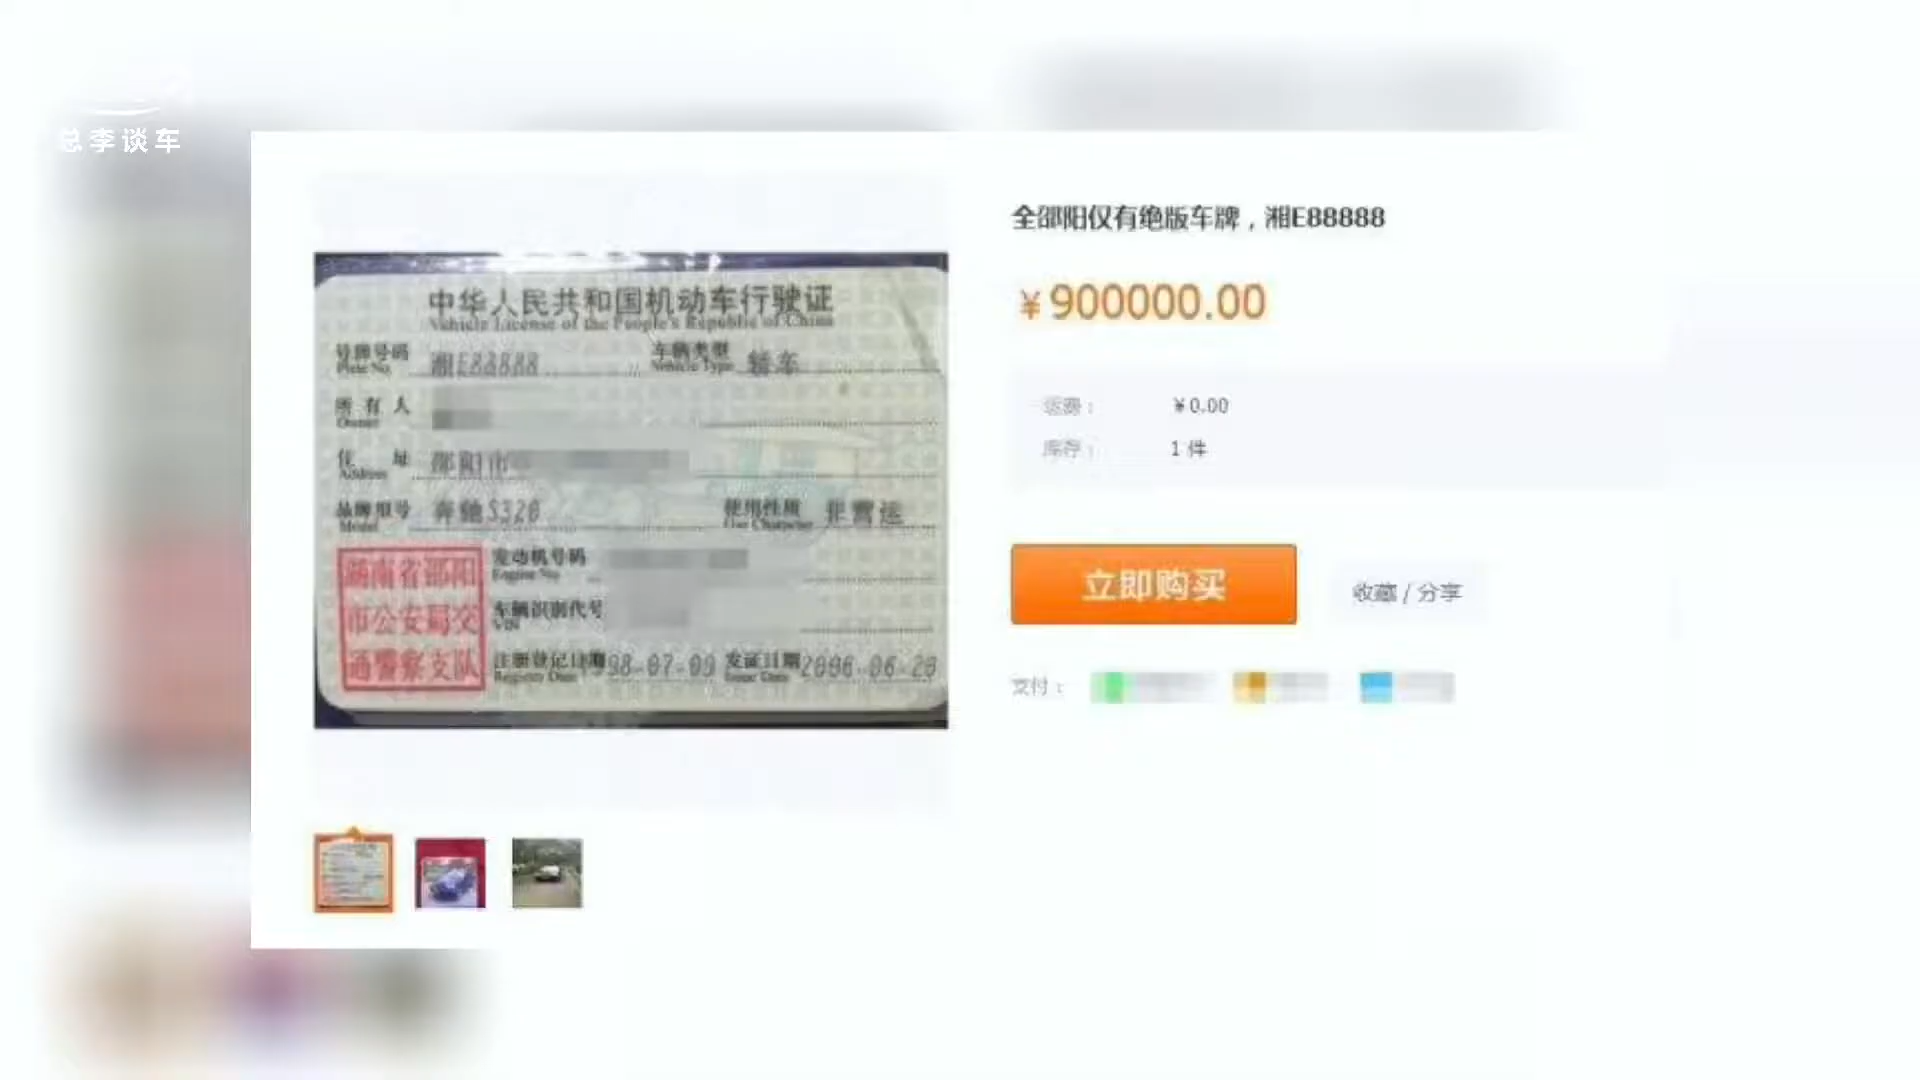 总李谈车
全邵阳仅有绝版车牌，湘E88888
￥900000.00
运费： ￥0.00
库存： 1 件
立即购买 收藏 / 分享
支付：
中华人民共和国机动车行驶证
Vehicle License of the People's Republic of China
号牌号码 湘E88888 车辆类型 轿车
Plate No. Vehicle Type
所 有 人
Owner
住 址 邵阳市
Address
品牌型号 奔驰S320 使用性质 非营运
Model Use Character
发动机号码
Engine No.
车辆识别代号
VIN
注册登记日期 1998-07-09 发证日期 2006-06-20
Registry Date Issue Date
湖南省邵阳
市公安局交
通警察支队